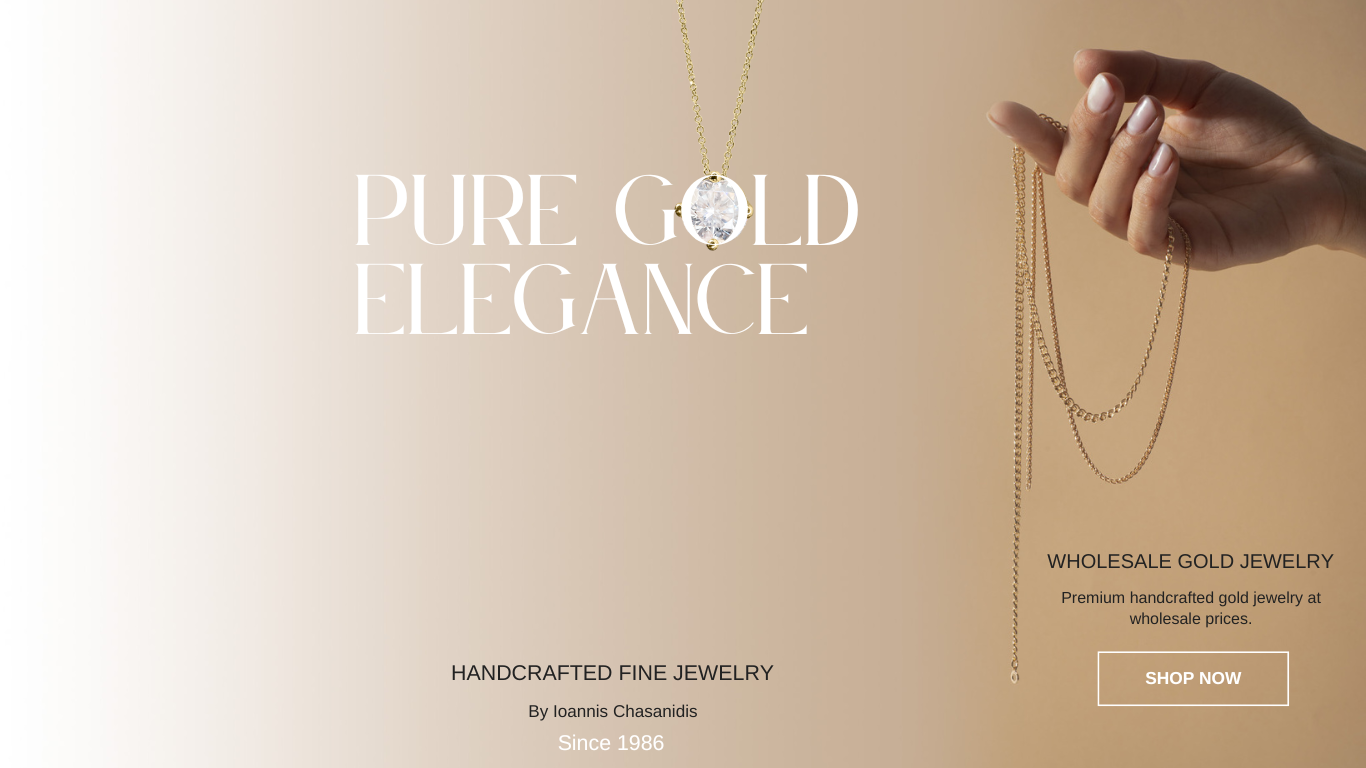 PURE GOLD
ELEGANCE
WHOLESALE GOLD JEWELRY
Premium handcrafted gold jewelry at
wholesale prices.
SHOP NOW
HANDCRAFTED FINE JEWELRY
By Ioannis Chasanidis
Since 1986